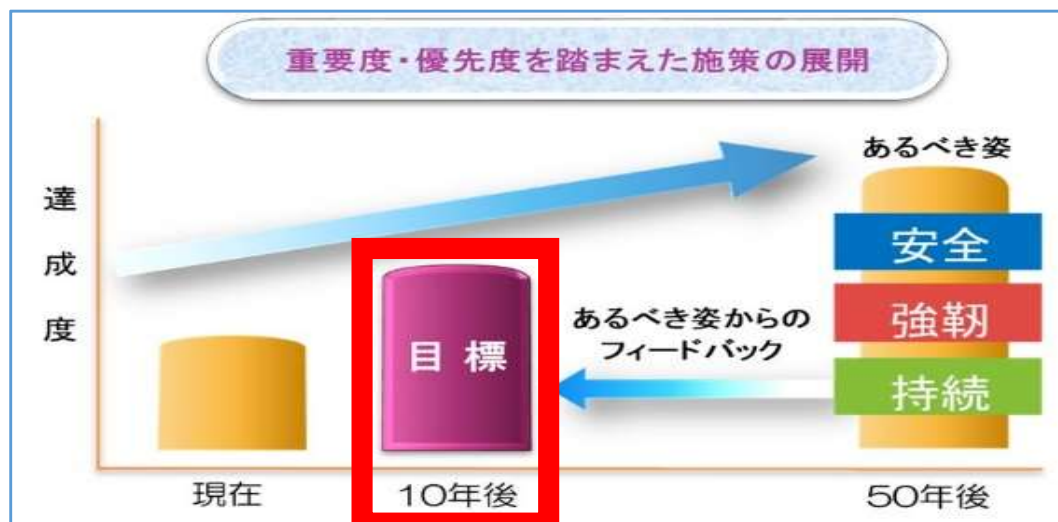 重要度・優先度を踏まえた施策の展開
達成度
あるべき姿
安全
強靱
持続
目標
あるべき姿からの
フィードバック
現在
10年後
50年後